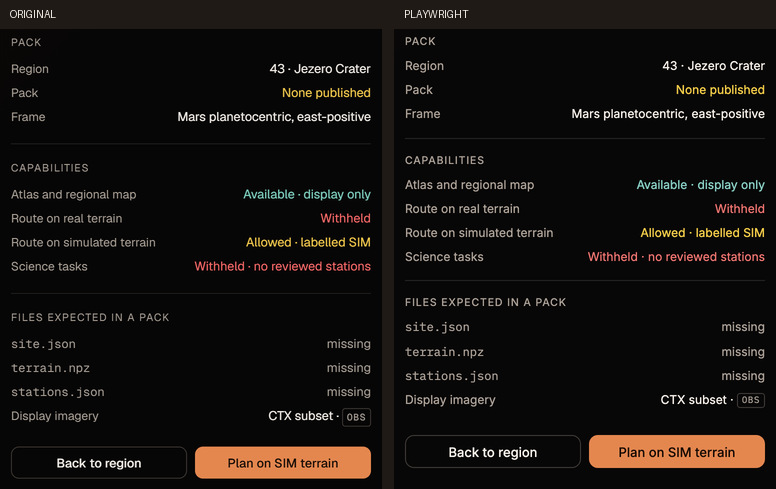 ORIGINAL
PACK
Region 43 · Jezero Crater
Pack None published
Frame Mars planetocentric, east-positive
CAPABILITIES
Atlas and regional map Available · display only
Route on real terrain Withheld
Route on simulated terrain Allowed · labelled SIM
Science tasks Withheld · no reviewed stations
FILES EXPECTED IN A PACK
site.json missing
terrain.npz missing
stations.json missing
Display imagery CTX subset · OBS
Back to region Plan on SIM terrain
PLAYWRIGHT
PACK
Region 43 · Jezero Crater
Pack None published
Frame Mars planetocentric, east-positive
CAPABILITIES
Atlas and regional map Available · display only
Route on real terrain Withheld
Route on simulated terrain Allowed · labelled SIM
Science tasks Withheld · no reviewed stations
FILES EXPECTED IN A PACK
site.json missing
terrain.npz missing
stations.json missing
Display imagery CTX subset · OBS
Back to region Plan on SIM terrain